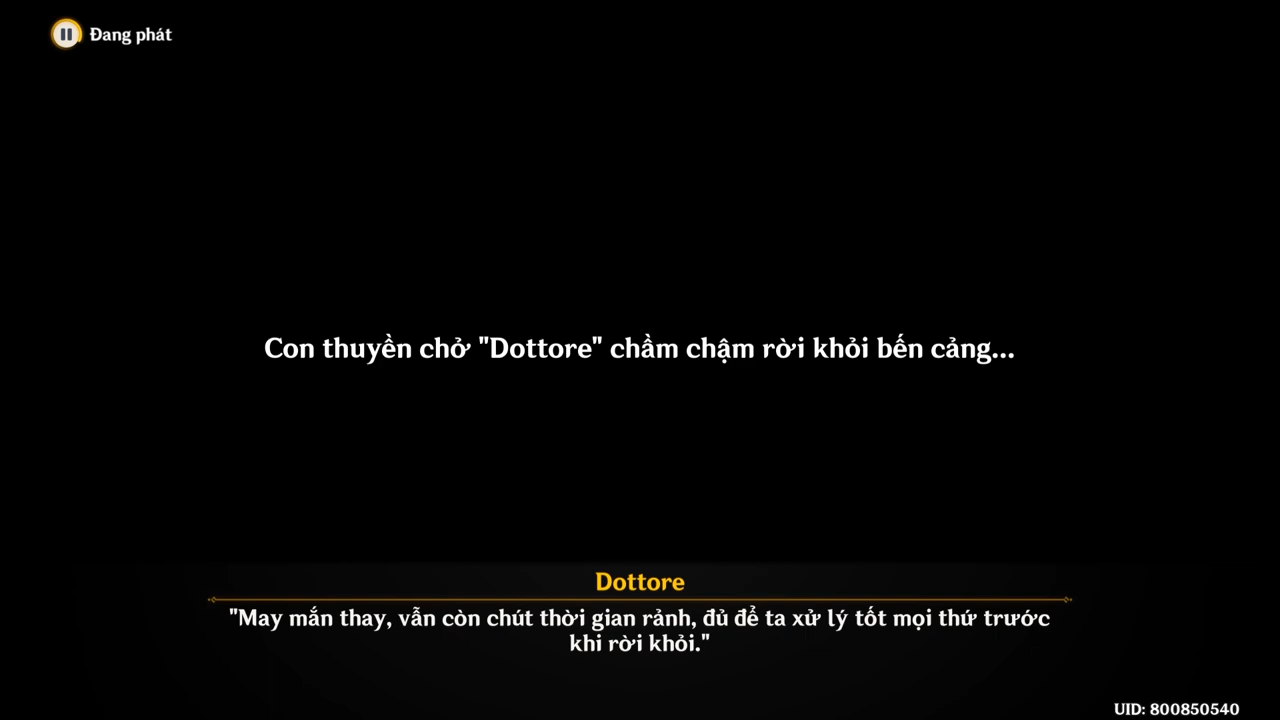 Đang phát
Con thuyền chở "Dottore" chầm chậm rời khỏi bến cảng...
Dottore
"May mắn thay, vẫn còn chút thời gian rảnh, đủ để ta xử lý tốt mọi thứ trước
khi rời khỏi."
UID: 800850540